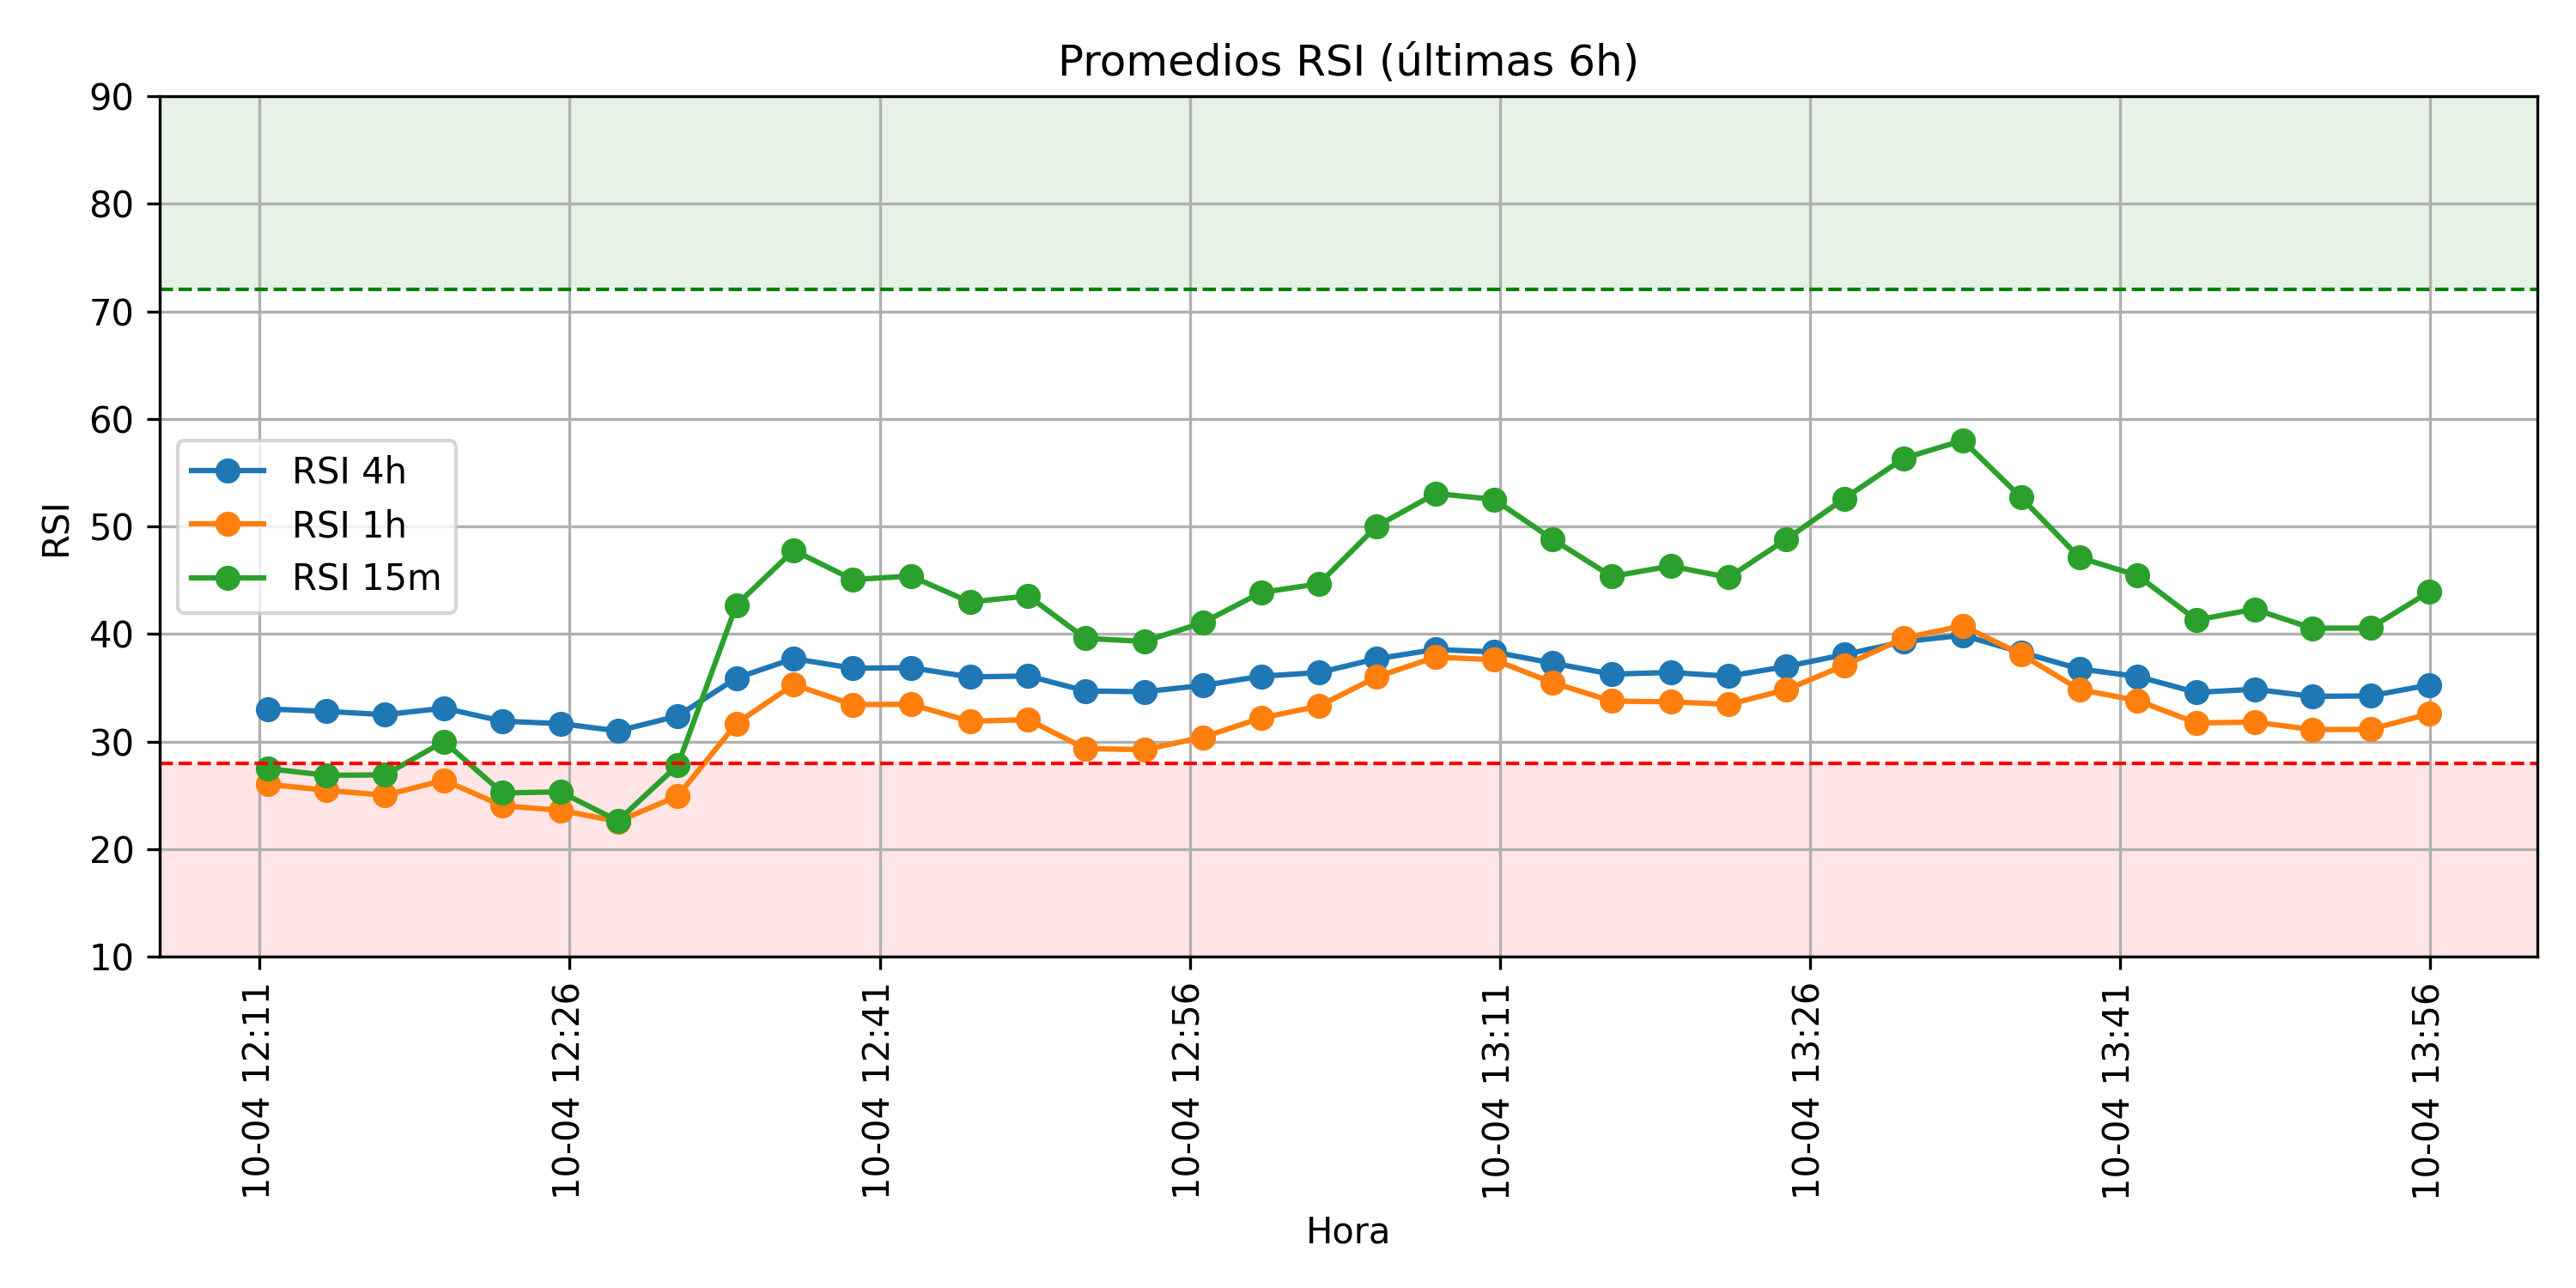 Promedios RSI (últimas 6h)
90
80
70
60
50
40
30
20
10
RSI
RSI 4h
RSI 1h
RSI 15m
10-04 12:11
10-04 12:26
10-04 12:41
10-04 12:56
10-04 13:11
10-04 13:26
10-04 13:41
10-04 13:56
Hora